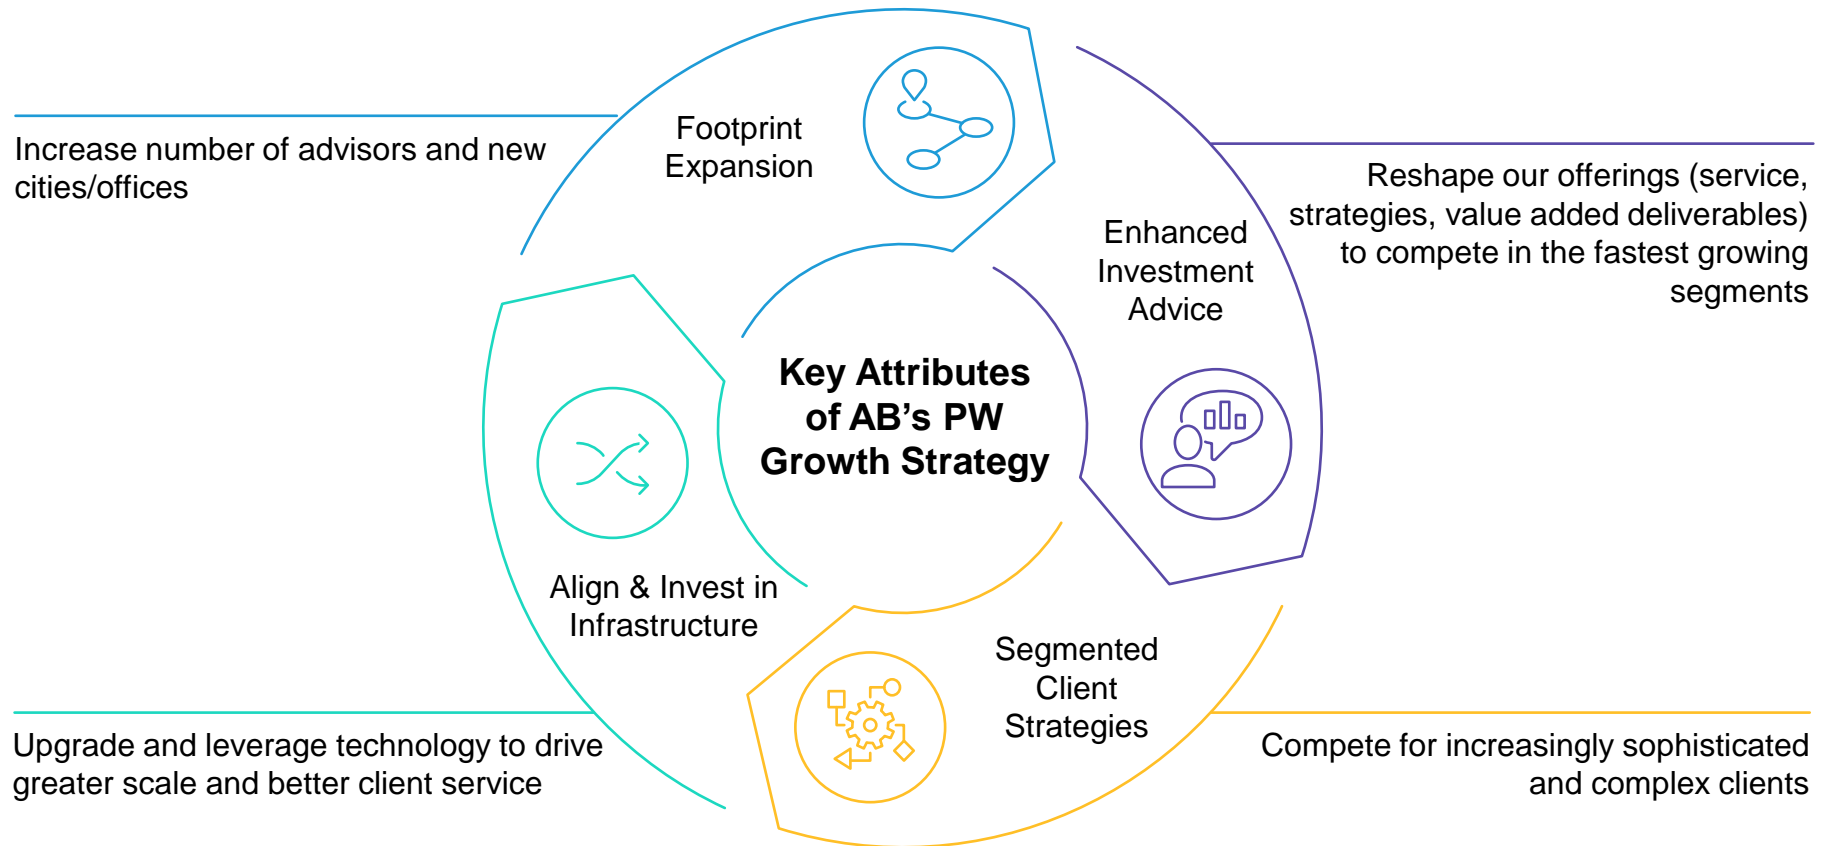 Footprint
Expansion
Increase number of advisors and new
cities/offices
Reshape our offerings (service,
strategies, value added deliverables)
to compete in the fastest growing
segments
Enhanced
Investment
Advice
Key Attributes
of AB’s PW
Growth Strategy
Align & Invest in
Infrastructure
Segmented
Client
Strategies
Upgrade and leverage technology to drive
greater scale and better client service
Compete for increasingly sophisticated
and complex clients